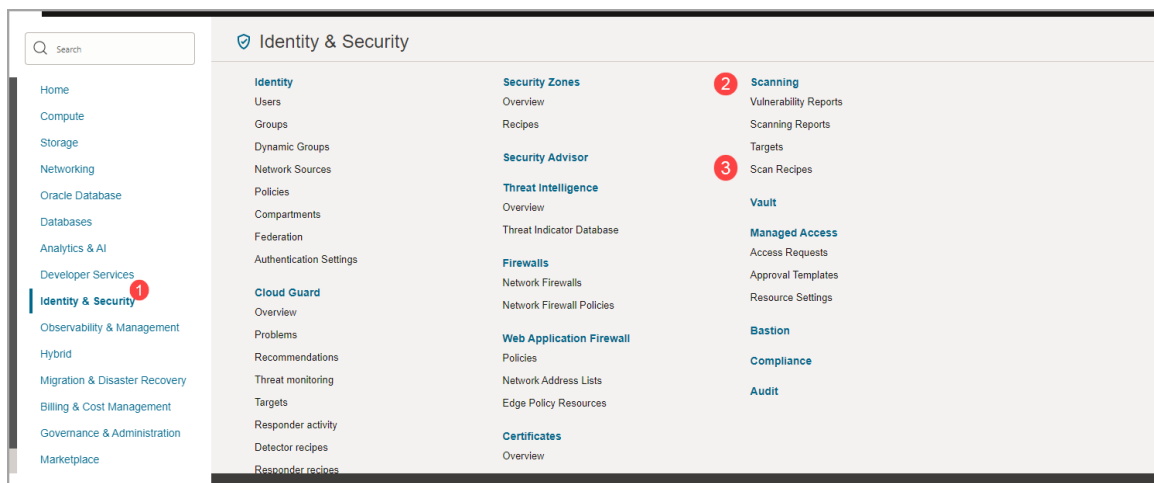 Search
Home
Compute
Storage
Networking
Oracle Database
Databases
Analytics & AI
Developer Services
1
Identity & Security
Observability & Management
Hybrid
Migration & Disaster Recovery
Billing & Cost Management
Governance & Administration
Marketplace
Identity & Security
Identity
Users
Groups
Dynamic Groups
Network Sources
Policies
Compartments
Federation
Authentication Settings
Cloud Guard
Overview
Problems
Recommendations
Threat monitoring
Targets
Responder activity
Detector recipes
Responder recipes
Security Zones
Overview
Recipes
Security Advisor
Threat Intelligence
Overview
Threat Indicator Database
Firewalls
Network Firewalls
Network Firewall Policies
Web Application Firewall
Policies
Network Address Lists
Edge Policy Resources
Certificates
Overview
2 Scanning
Vulnerability Reports
Scanning Reports
Targets
3 Scan Recipes
Vault
Managed Access
Access Requests
Approval Templates
Resource Settings
Bastion
Compliance
Audit